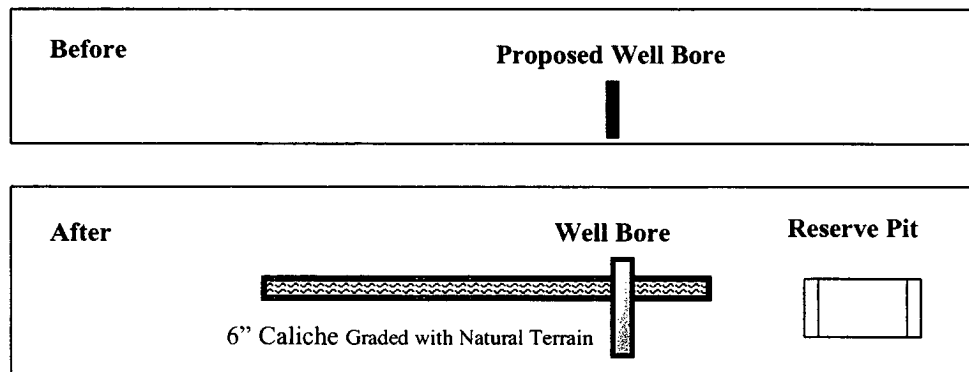 Before
Proposed Well Bore
After
Well Bore
Reserve Pit
6” Caliche Graded with Natural Terrain